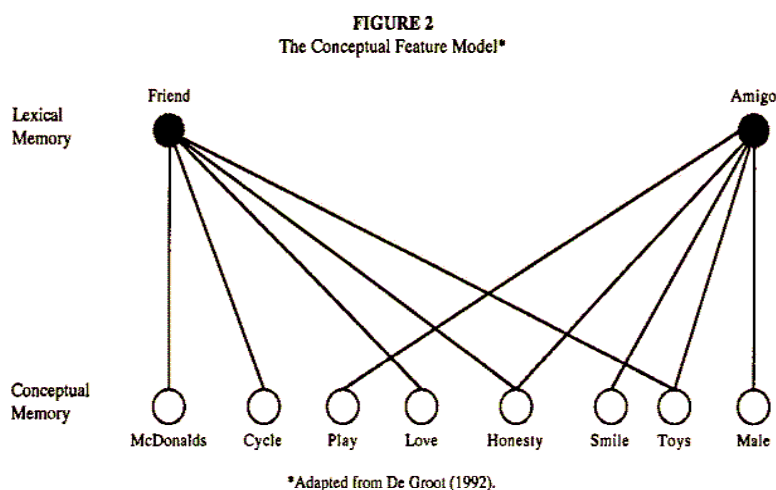 FIGURE 2
The Conceptual Feature Model*
Friend
Amigo
Lexical
Memory
Conceptual
Memory
McDonalds Cycle Play Love Honesty Smile Toys Male
*Adapted from De Groot (1992).